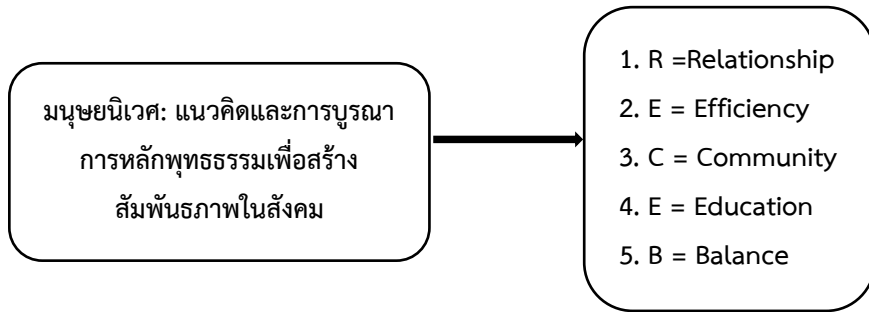 มนุษยนิเวศ: แนวคิดและการบูรณา
การหลักพุทธธรรมเพื่อสร้าง
สัมพันธภาพในสังคม
1. R =Relationship
2. E = Efficiency
3. C = Community
4. E = Education
5. B = Balance